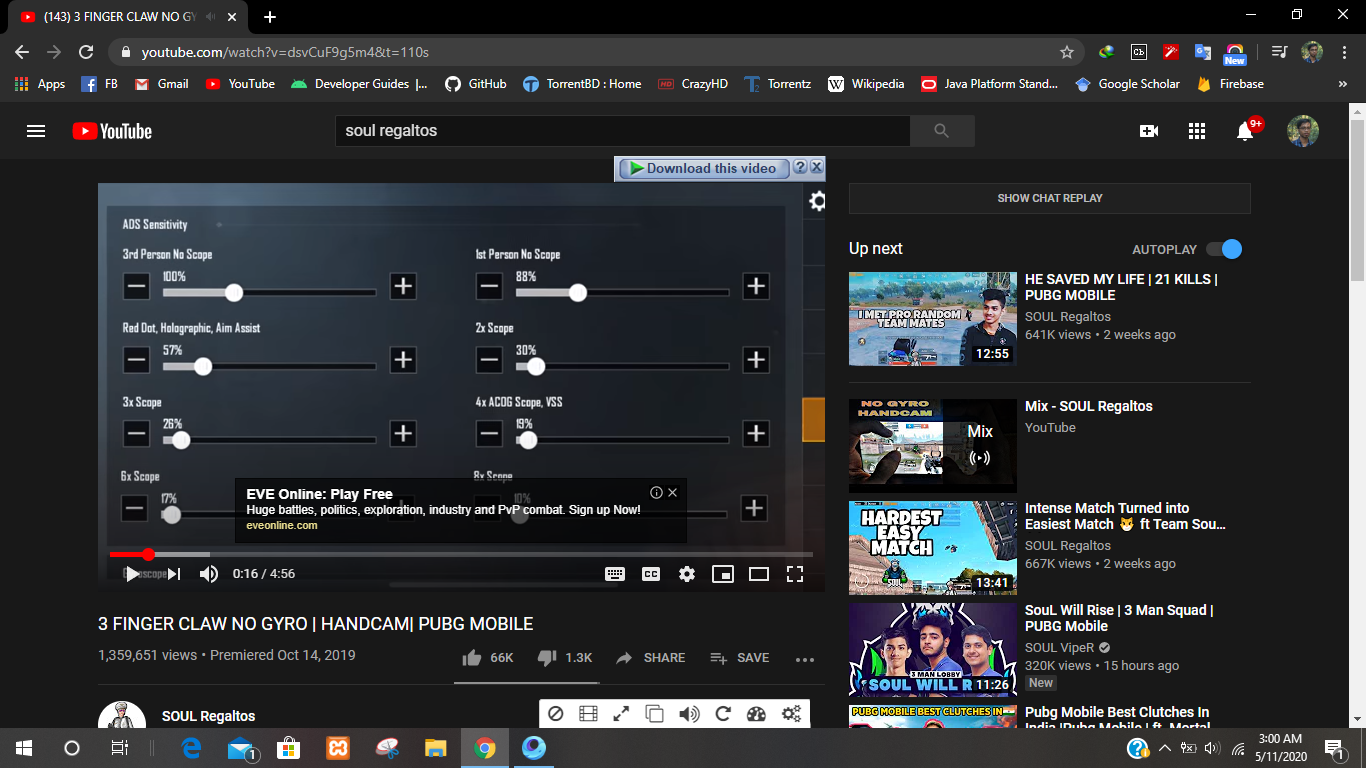 (143) 3 FINGER CLAW NO GY
youtube.com/watch?v=dsvCuF9g5m4&t=110s
New
Apps FB Gmail YouTube Developer Guides |... GitHub TorrentBD : Home CrazyHD Torrentz Wikipedia Java Platform Stand... Google Scholar Firebase »
YouTube
soul regaltos
9+
Download this video ?
ADS Sensitivity
3rd Person No Scope
100%
1st Person No Scope
88%
Red Dot, Holographic, Aim Assist
57%
2x Scope
30%
3x Scope
26%
4x ACOG Scope, VSS
19%
6x Scope
17%
8x Scope
10%
EVE Online: Play Free
Huge battles, politics, exploration, industry and PvP combat. Sign up Now!
eveonline.com
0:16 / 4:56
CC
3 FINGER CLAW NO GYRO | HANDCAM| PUBG MOBILE
1,359,651 views • Premiered Oct 14, 2019
66K 1.3K SHARE SAVE
SOUL Regaltos
SHOW CHAT REPLAY
Up next AUTOPLAY
I MET PRO RANDOM
TEAM MATES
12:55
HE SAVED MY LIFE | 21 KILLS |
PUBG MOBILE
SOUL Regaltos
641K views • 2 weeks ago
NO GYRO
HANDCAM
Mix
Mix - SOUL Regaltos
YouTube
HARDEST
EASY
MATCH
SOUL
13:41
Intense Match Turned into
Easiest Match 🐯 ft Team Sou...
SOUL Regaltos
667K views • 2 weeks ago
3 MAN LOBBY
SOUL WILL R
11:26
SouL Will Rise | 3 Man Squad |
PUBG Mobile
SOUL VipeR
320K views • 15 hours ago
New
PUBG MOBILE BEST CLUTCHES IN
Pubg Mobile Best Clutches In
India |Pubg Mobile | ft. Mortal
1
3:00 AM
5/11/2020
1